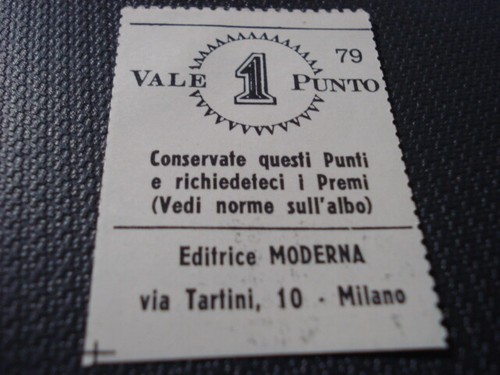 79
VALE 1 PUNTO
Conservate questi Punti
e richiedeteci i Premi
(Vedi norme sull'albo)
Editrice MODERNA
via Tartini, 10 - Milano